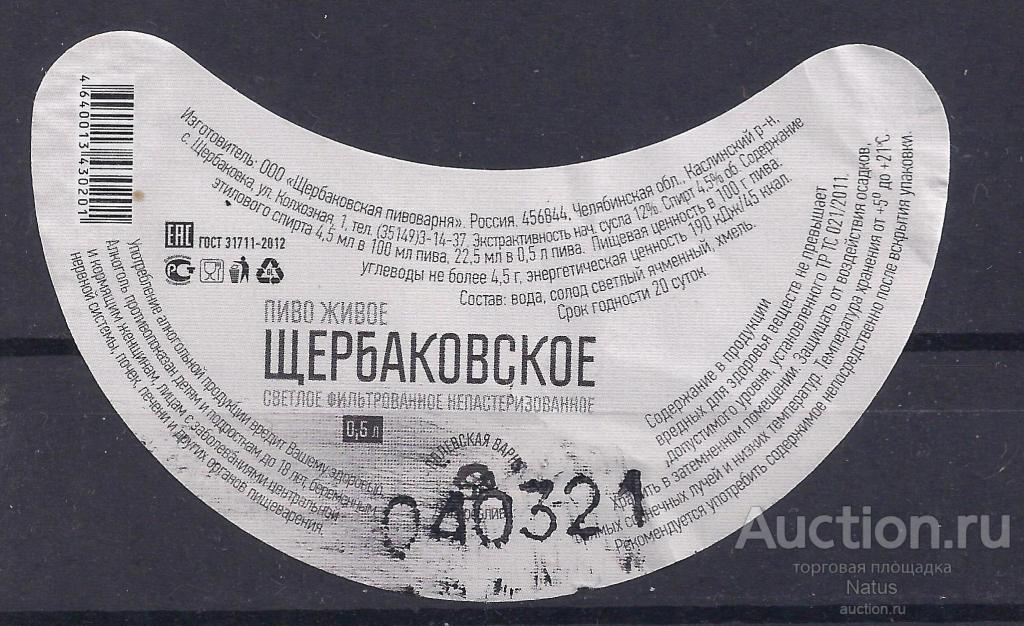 4640013430201
Изготовитель: ООО «Щербаковская пивоварня». Россия. 456844, Челябинская обл., Каслинский р-н,
с. Щербаковка, ул. Колхозная, 1, тел. (35149)3-14-37. Экстрактивность нач. сусла 12%. Спирт 4,5% об. Содержание
этилового спирта 4,5 мл в 100 мл пива, 22,5 мл в 0,5 л пива. Пищевая ценность в 100 г пива:
углеводы не более 4,5 г, энергетическая ценность 190 кДж/45 ккал.
Состав: вода, солод светлый ячменный, хмель.
Срок годности 20 суток.
EAC ГОСТ 31711-2012
ПИВО ЖИВОЕ
ЩЕРБАКОВСКОЕ
СВЕТЛОЕ ФИЛЬТРОВАННОЕ НЕПАСТЕРИЗОВАННОЕ
0,5 л
040321
Употребление алкогольной продукции вредит Вашему здоровью.
Алкоголь противопоказан детям и подросткам до 18 лет, беременным
и кормящим женщинам, лицам с заболеваниями центральной
нервной системы, почек, печени и других органов пищеварения.
Содержание в продукции
вредных для здоровья веществ не превышает
допустимого уровня, установленного ТР ТС 021/2011.
Хранить в затемненном помещении. Защищать от воздействия осадков,
прямых солнечных лучей и низких температур. Температура хранения от +5° до +21°С.
Рекомендуется употребить содержимое непосредственно после вскрытия упаковки.
Auction.ru
торговая площадка
Natus
auction.ru